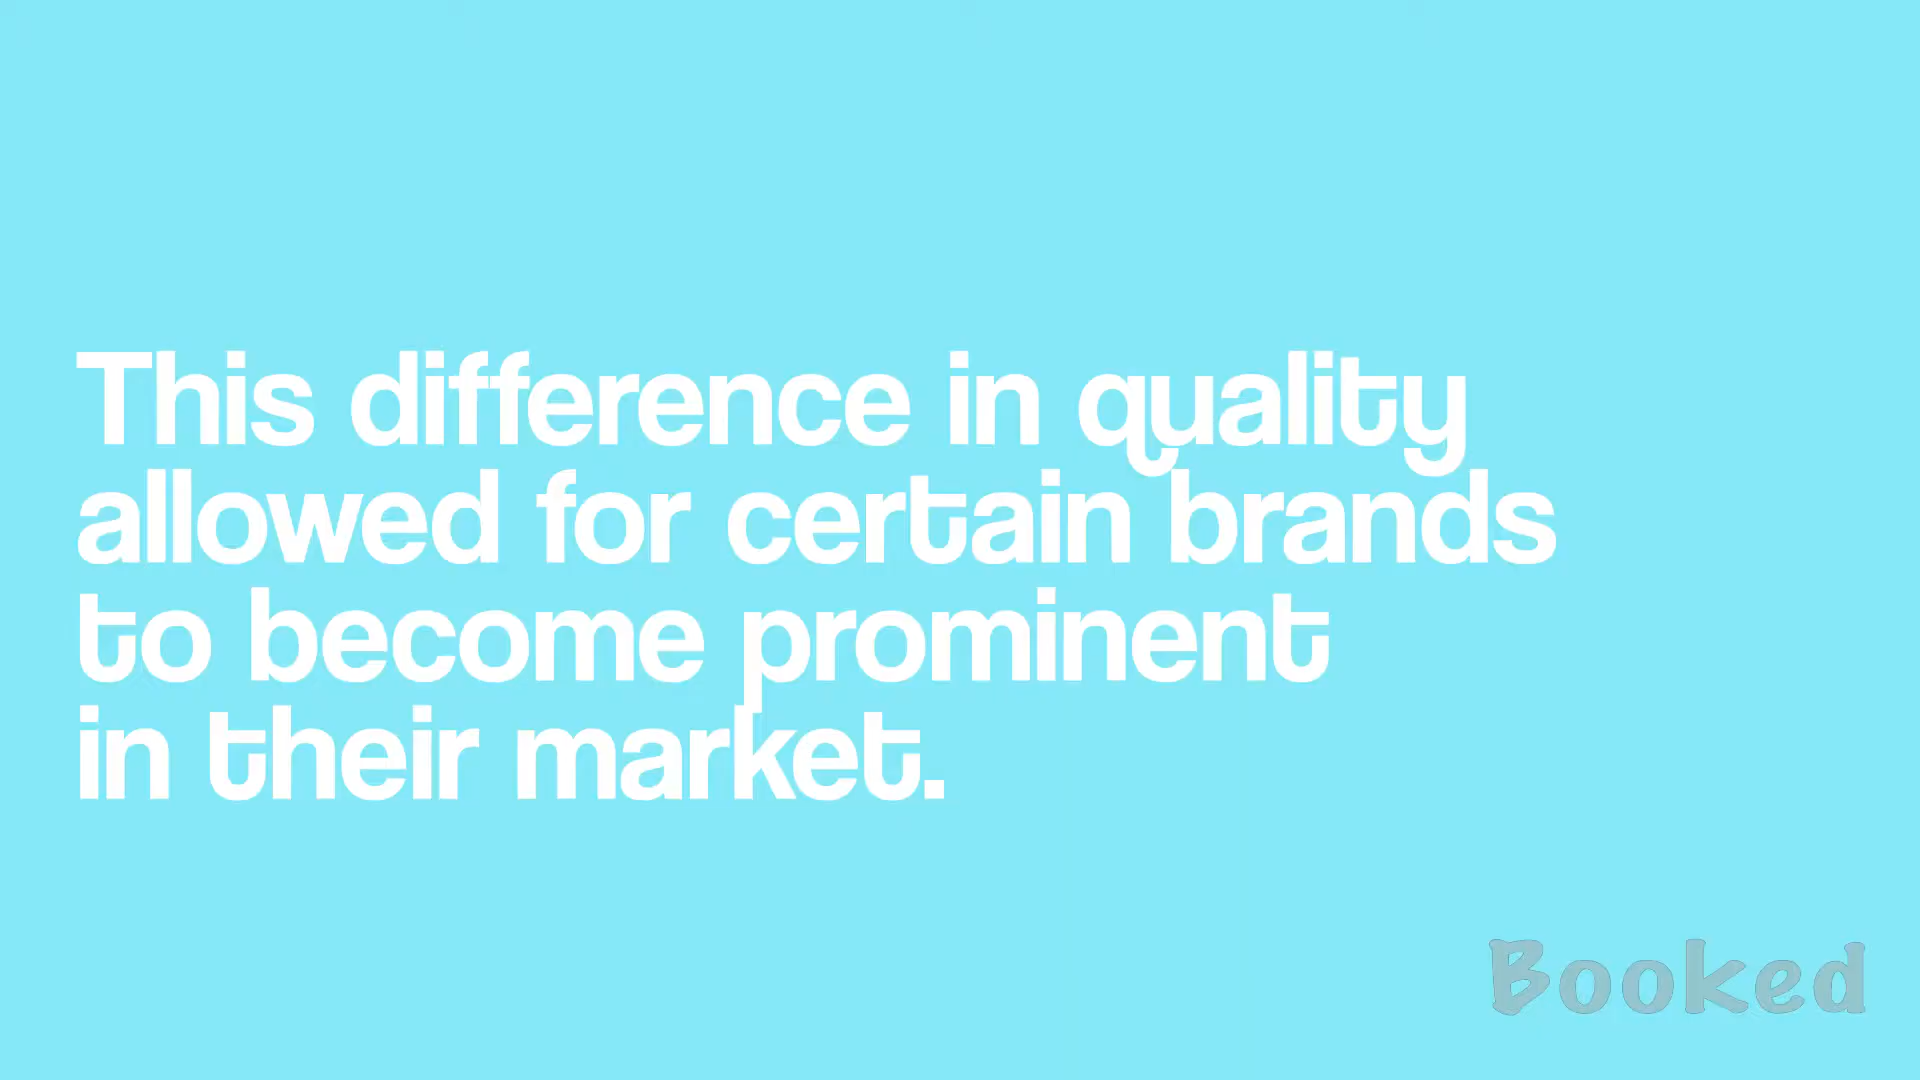 This difference in quality
allowed for certain brands
to become prominent
in their market.
Booked